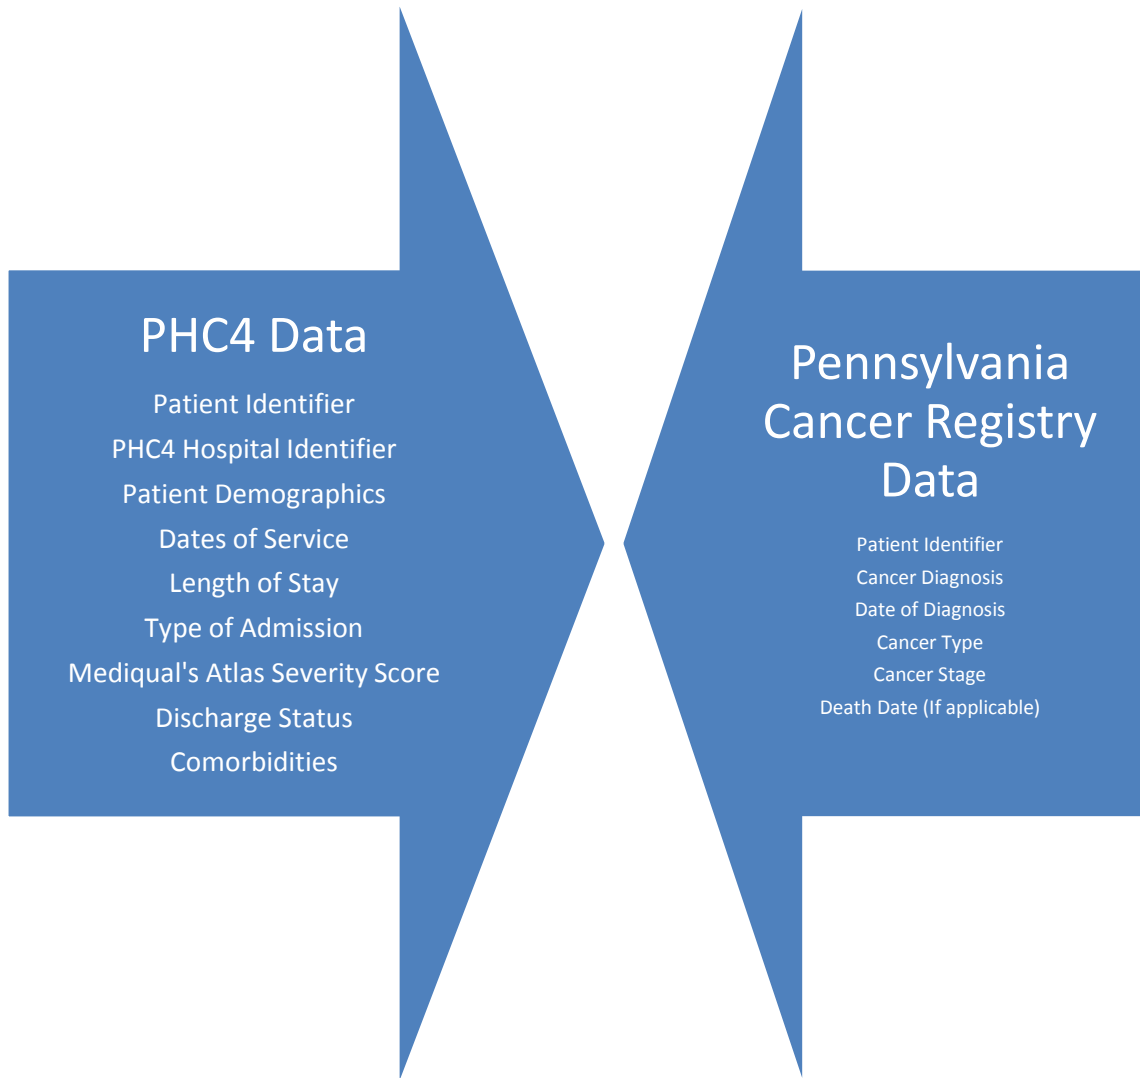 PHC4 Data
Patient Identifier
PHC4 Hospital Identifier
Patient Demographics
Dates of Service
Length of Stay
Type of Admission
Mediqual's Atlas Severity Score
Discharge Status
Comorbidities
Pennsylvania
Cancer Registry
Data
Patient Identifier
Cancer Diagnosis
Date of Diagnosis
Cancer Type
Cancer Stage
Death Date (If applicable)